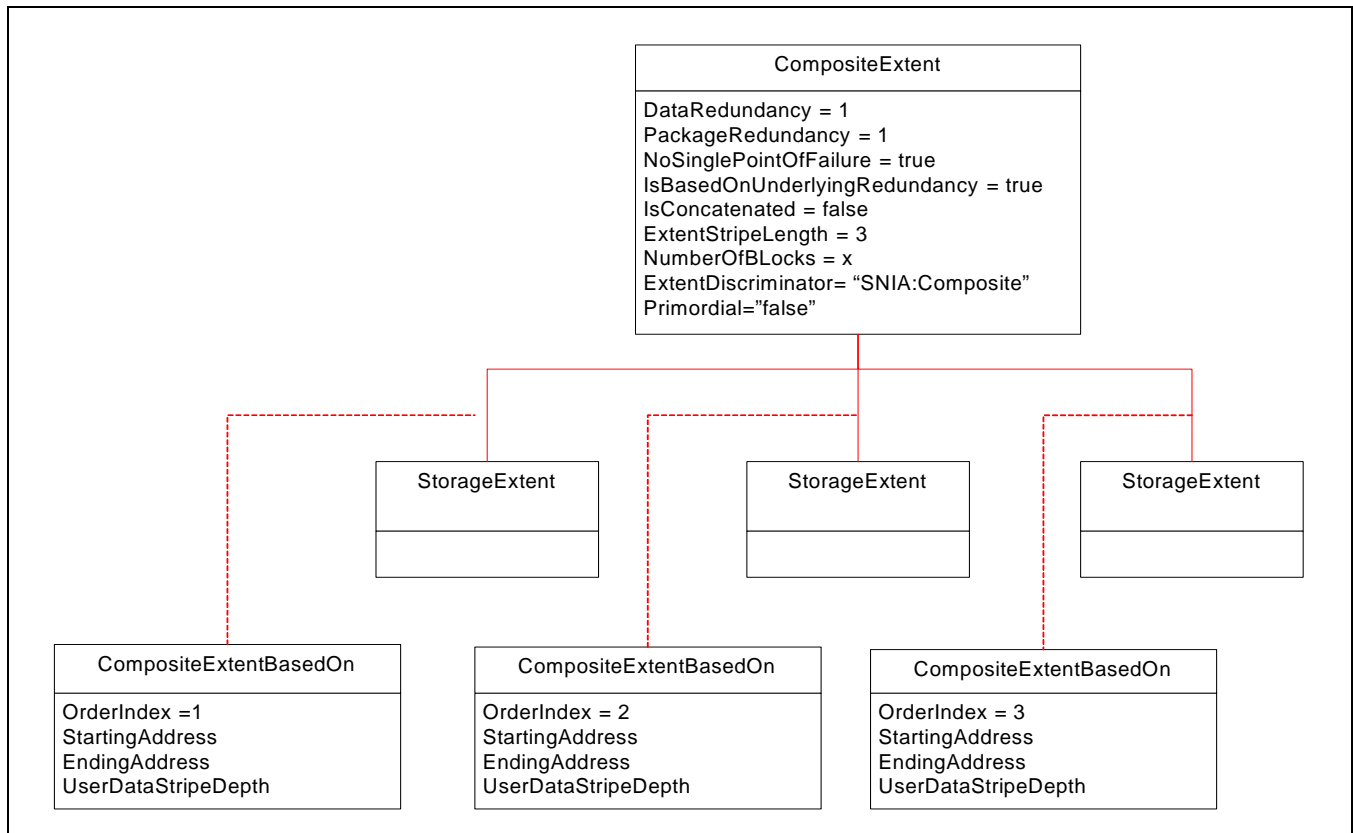 CompositeExtent
DataRedundancy = 1
PackageRedundancy = 1
NoSinglePointOfFailure = true
IsBasedOnUnderlyingRedundancy = true
IsConcatenated = false
ExtentStripeLength = 3
NumberOfBLocks = x
ExtentDiscriminator= “SNIA:Composite”
Primordial=”false”
StorageExtent
StorageExtent
StorageExtent
CompositeExtentBasedOn
OrderIndex =1
StartingAddress
EndingAddress
UserDataStripeDepth
CompositeExtentBasedOn
OrderIndex = 2
StartingAddress
EndingAddress
UserDataStripeDepth
CompositeExtentBasedOn
OrderIndex = 3
StartingAddress
EndingAddress
UserDataStripeDepth